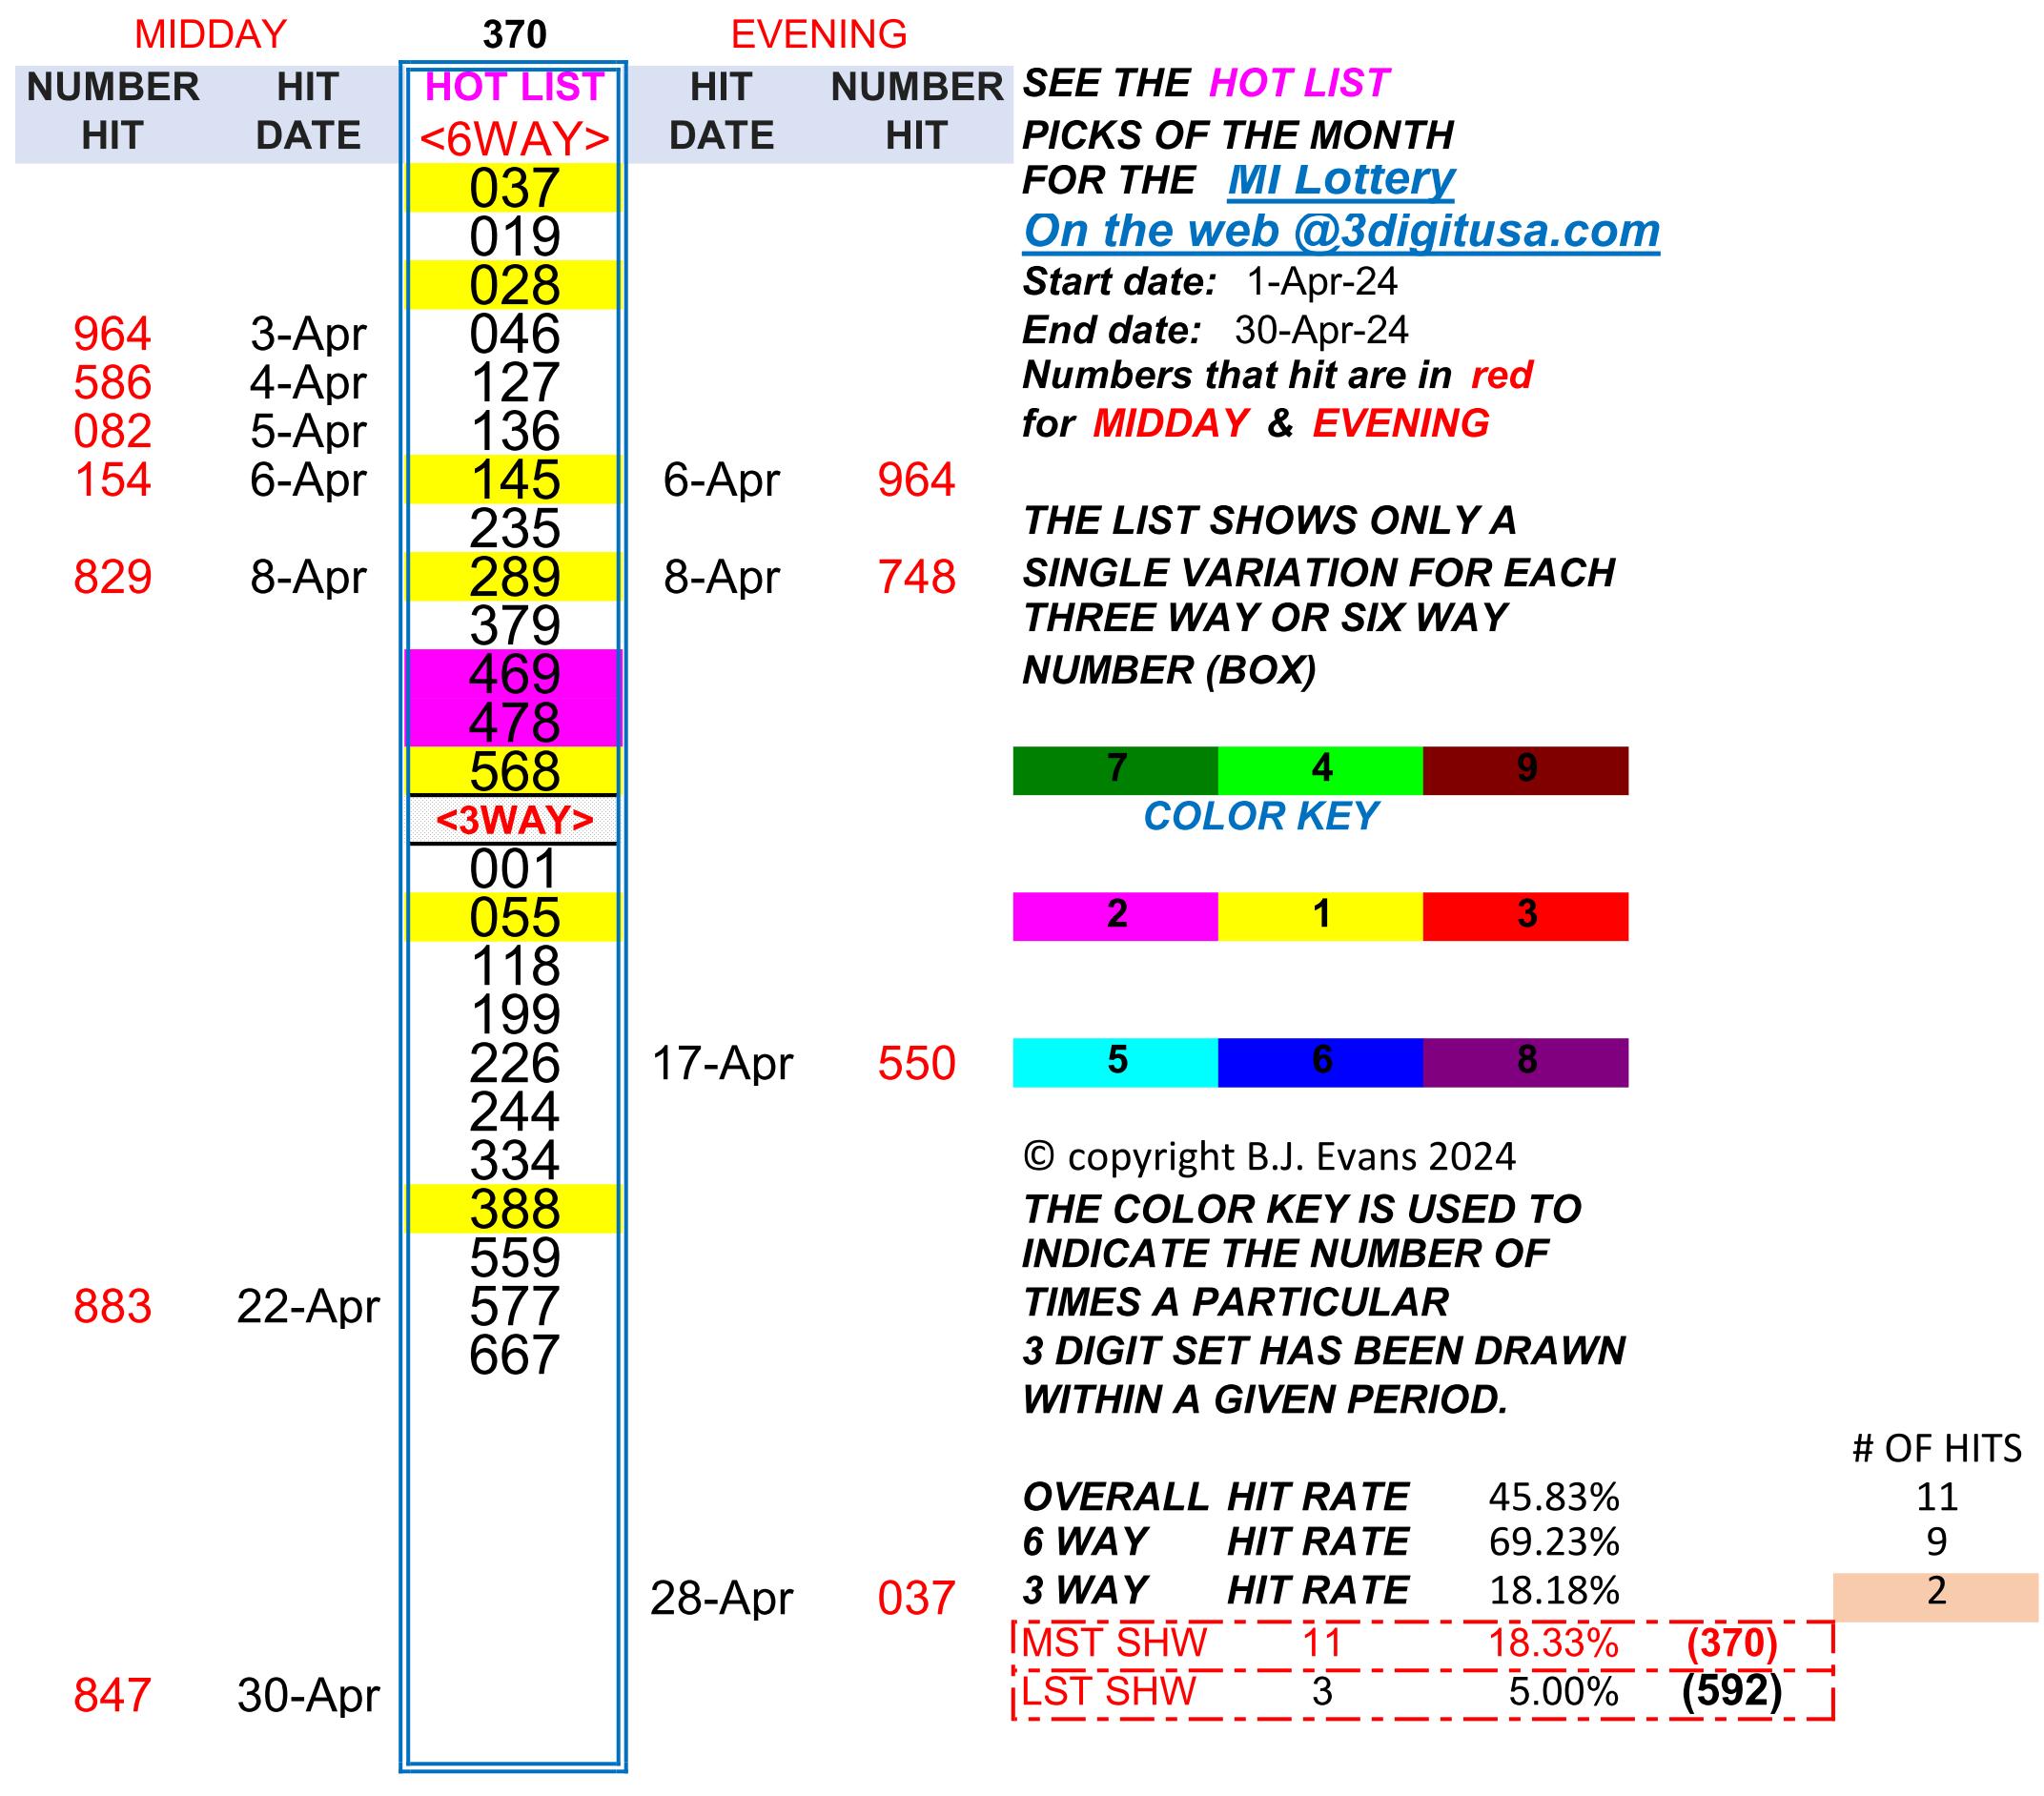 MIDDAY 370 EVENING
NUMBER HIT HOT LIST HIT NUMBER SEE THE HOT LIST
HIT DATE <6WAY> DATE HIT PICKS OF THE MONTH
037 FOR THE MI Lottery
019 On the web @3digitusa.com
028 Start date: 1-Apr-24
964 3-Apr 046 End date: 30-Apr-24
586 4-Apr 127 Numbers that hit are in red
082 5-Apr 136 for MIDDAY & EVENING
154 6-Apr 145 6-Apr 964
235 THE LIST SHOWS ONLY A
829 8-Apr 289 8-Apr 748 SINGLE VARIATION FOR EACH
379 THREE WAY OR SIX WAY
469 NUMBER (BOX)
478
568 7 4 9
<3WAY> COLOR KEY
001
055 2 1 3
118
199
226 17-Apr 550 5 6 8
244
334 © copyright B.J. Evans 2024
388 THE COLOR KEY IS USED TO
559 INDICATE THE NUMBER OF
883 22-Apr 577 TIMES A PARTICULAR
667 3 DIGIT SET HAS BEEN DRAWN
WITHIN A GIVEN PERIOD.
# OF HITS
OVERALL HIT RATE 45.83% 11
6 WAY HIT RATE 69.23% 9
28-Apr 037 3 WAY HIT RATE 18.18% 2
MST SHW 11 18.33% (370)
847 30-Apr LST SHW 3 5.00% (592)